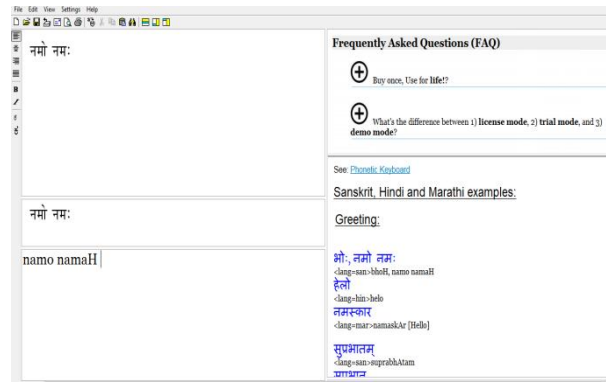 File Edit View Settings Help
नमो नमः
नमो नमः
namo namaH
Frequently Asked Questions (FAQ)
Buy once, Use for life!?
What's the difference between 1) license mode, 2) trial mode, and 3)
demo mode?
See: Phonetic Keyboard
Sanskrit, Hindi and Marathi examples:
Greeting:
भोः, नमो नमः
<lang=san>bhoH, namo namaH
हेलो
<lang=hin>helo
नमस्कार
<lang=mar>namaskAr [Hello]
सुप्रभातम्
<lang=san>suprabhAtam